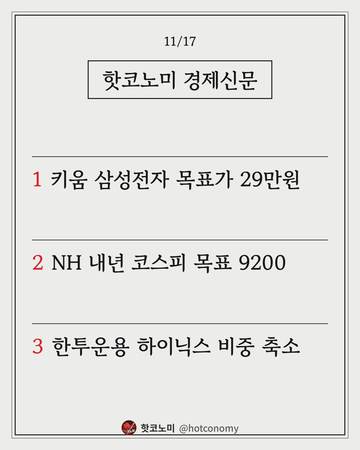 11/17
핫코노미 경제신문
1 키움 삼성전자 목표가 29만원
2 NH 내년 코스피 목표 9200
3 한투운용 하이닉스 비중 축소
핫코노미 @hotconomy